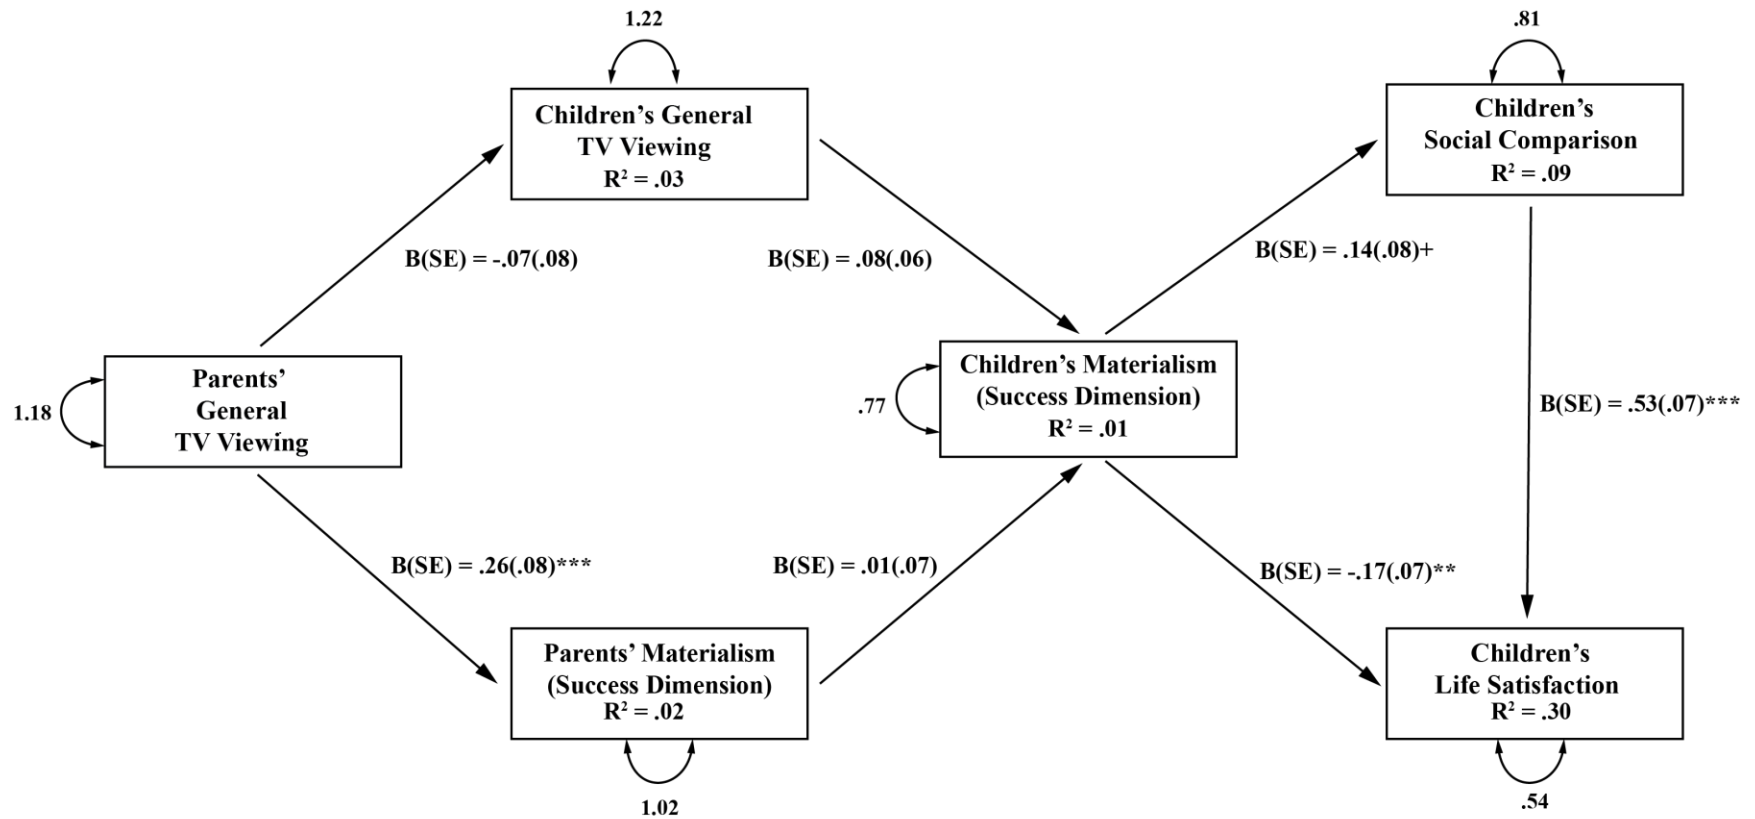 1.22
Children’s General
TV Viewing
R² = .03
.81
Children’s
Social Comparison
R² = .09
B(SE) = -.07(.08)
B(SE) = .08(.06)
B(SE) = .14(.08)+
1.18
Parents’
General
TV Viewing
.77
Children’s Materialism
(Success Dimension)
R² = .01
B(SE) = .53(.07)***
B(SE) = .26(.08)***
B(SE) = .01(.07)
B(SE) = -.17(.07)**
Parents’ Materialism
(Success Dimension)
R² = .02
1.02
Children’s
Life Satisfaction
R² = .30
.54